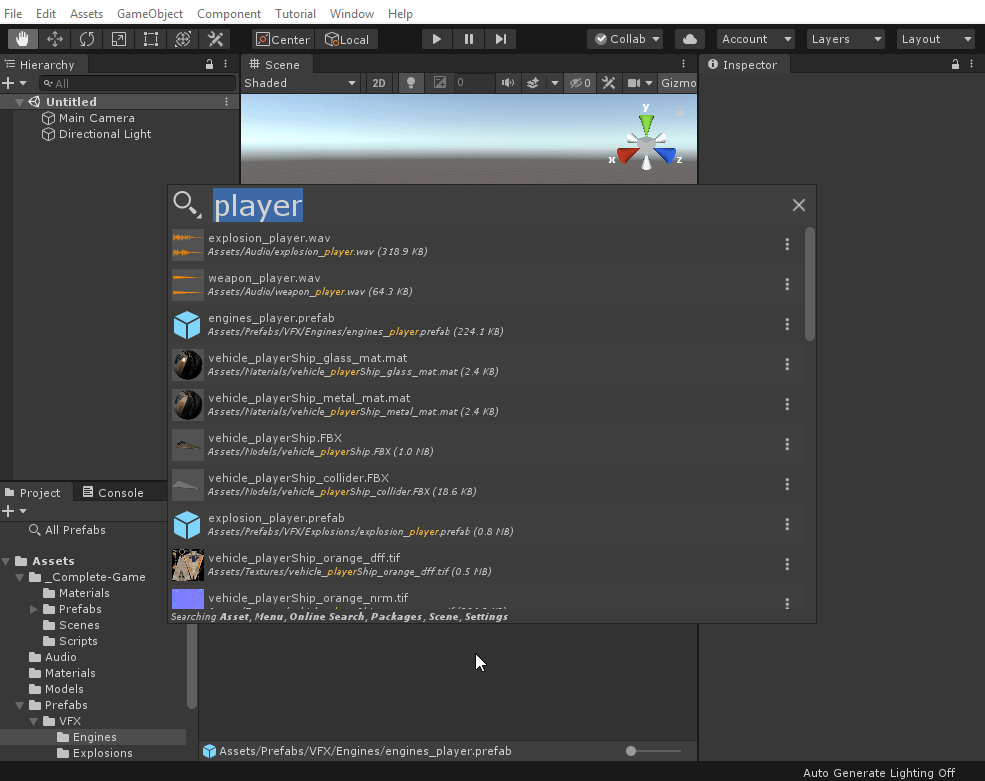 File Edit Assets GameObject Component Tutorial Window Help
Center Local Collab Account Layers Layout
Hierarchy Scene Inspector
All Shaded 2D 0 0 Gizmo
Untitled
Main Camera
Directional Light
y
x z
player
explosion_player.wav
Assets/Audio/explosion_player.wav (318.9 KB)
weapon_player.wav
Assets/Audio/weapon_player.wav (64.3 KB)
engines_player.prefab
Assets/Prefabs/VFX/Engines/engines_player.prefab (224.1 KB)
vehicle_playerShip_glass_mat.mat
Assets/Materials/vehicle_playerShip_glass_mat.mat (2.4 KB)
vehicle_playerShip_metal_mat.mat
Assets/Materials/vehicle_playerShip_metal_mat.mat (2.4 KB)
vehicle_playerShip.FBX
Assets/Models/vehicle_playerShip.FBX (1.0 MB)
vehicle_playerShip_collider.FBX
Assets/Models/vehicle_playerShip_collider.FBX (18.6 KB)
explosion_player.prefab
Assets/Prefabs/VFX/Explosions/explosion_player.prefab (0.8 MB)
vehicle_playerShip_orange_dff.tif
Assets/Textures/vehicle_playerShip_orange_dff.tif (0.5 MB)
vehicle_playerShip_orange_nrm.tif
Searching Asset, Menu, Online Search, Packages, Scene, Settings
Project Console
All Prefabs
Assets
_Complete-Game
Materials
Prefabs
Scenes
Scripts
Audio
Materials
Models
Prefabs
VFX
Engines
Explosions
Assets/Prefabs/VFX/Engines/engines_player.prefab
Auto Generate Lighting Off